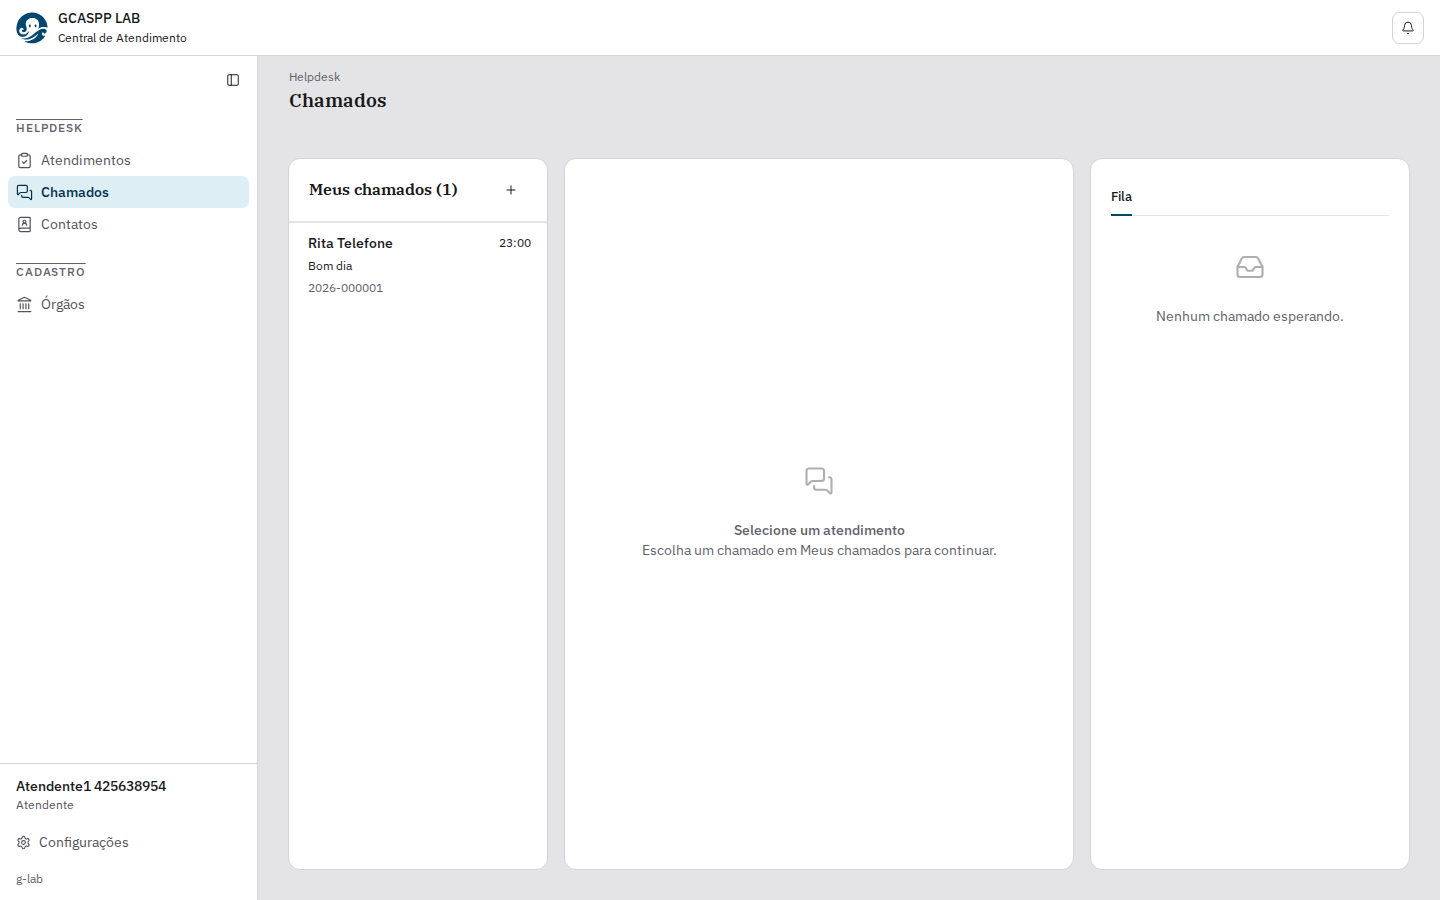 GCASPP LAB
Central de Atendimento
HELPDESK
Atendimentos
Chamados
Contatos
CADASTRO
Órgãos
Atendente1 425638954
Atendente
Configurações
g-lab
Helpdesk
Chamados
Meus chamados (1)
Rita Telefone 23:00
Bom dia
2026-000001
Selecione um atendimento
Escolha um chamado em Meus chamados para continuar.
Fila
Nenhum chamado esperando.